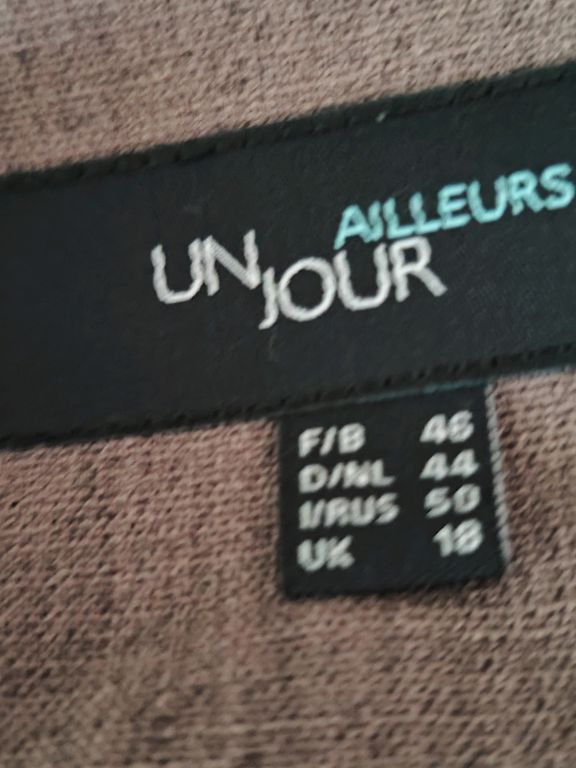 UN JOUR AILLEURS
F/B 46
D/NL 44
I/RUS 50
UK 18